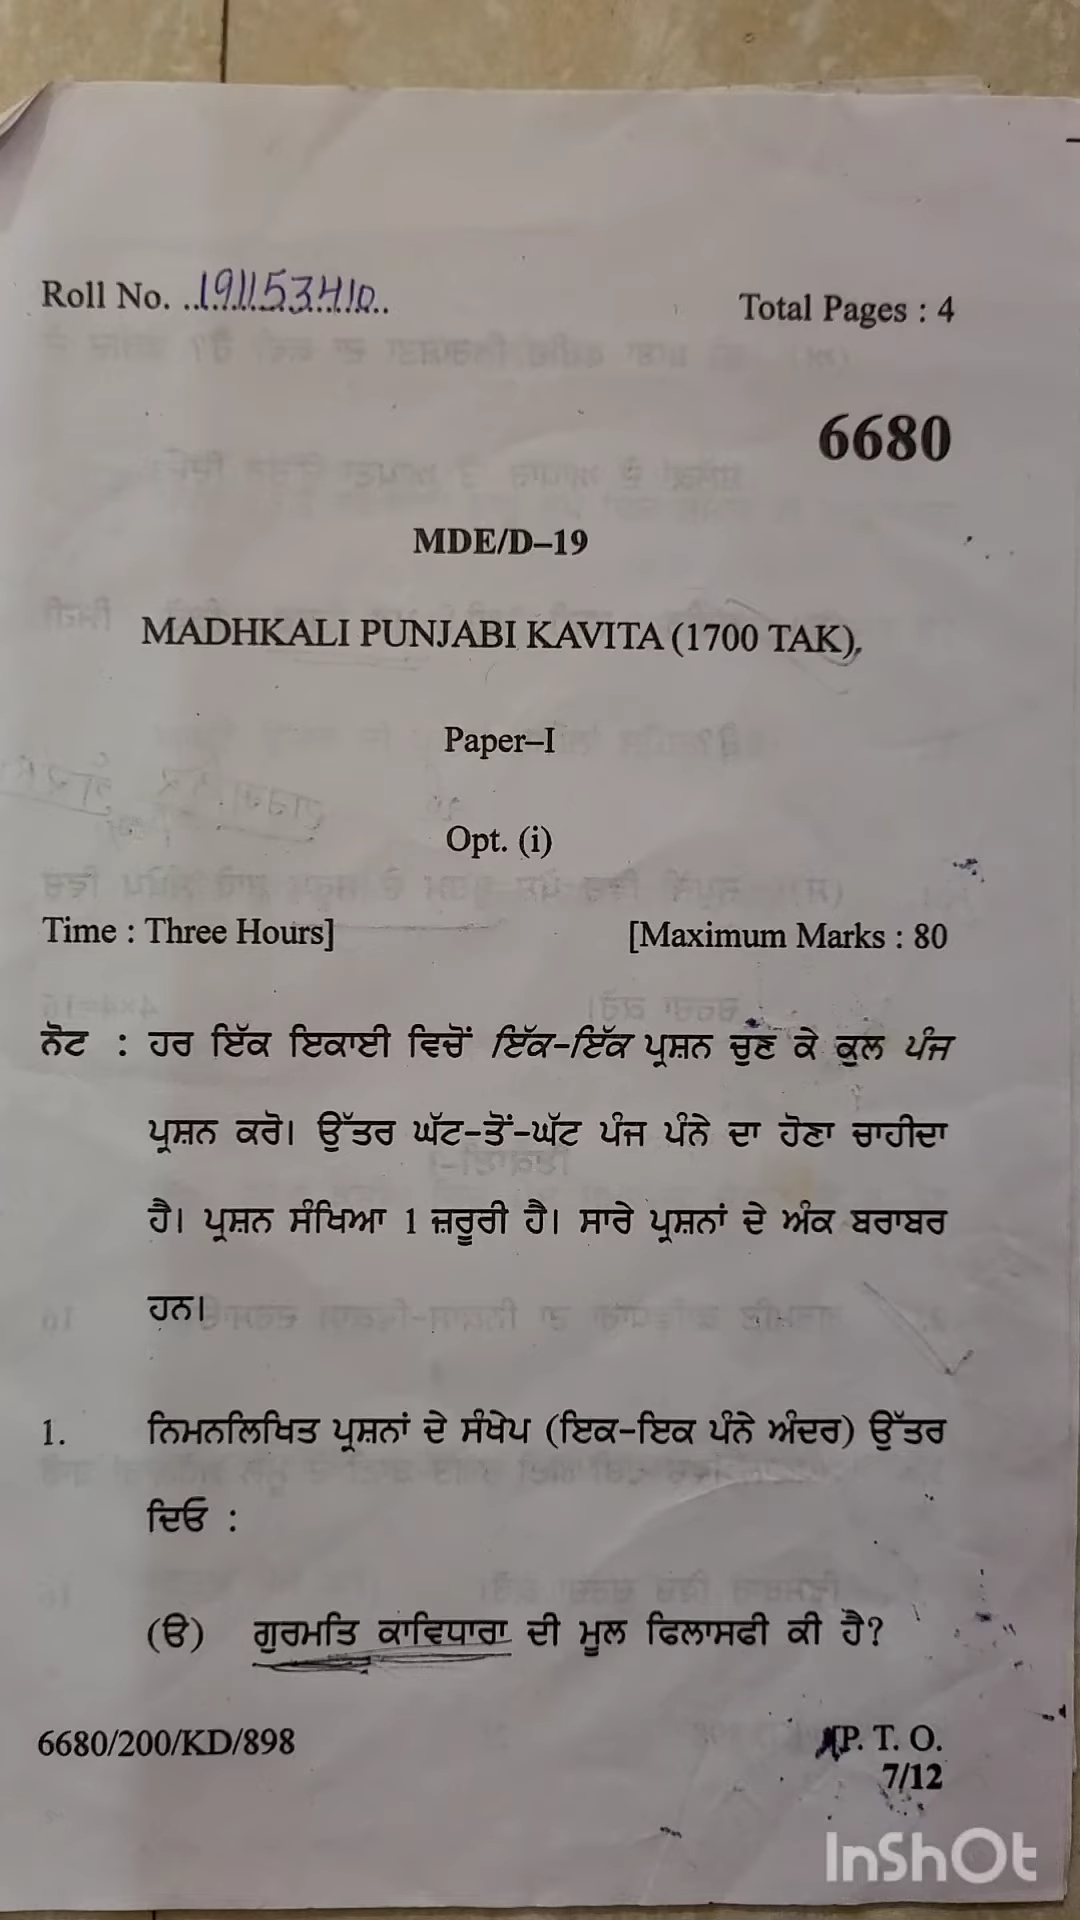 Roll No. 191153410
Total Pages : 4
6680
MDE/D–19
MADHKALI PUNJABI KAVITA (1700 TAK),
Paper–I
Opt. (i)
Time : Three Hours]
[Maximum Marks : 80
ਨੋਟ : ਹਰ ਇੱਕ ਇਕਾਈ ਵਿਚੋਂ ਇੱਕ-ਇੱਕ ਪ੍ਰਸ਼ਨ ਚੁਣ ਕੇ ਕੁਲ ਪੰਜ
ਪ੍ਰਸ਼ਨ ਕਰੋ। ਉੱਤਰ ਘੱਟ-ਤੋਂ-ਘੱਟ ਪੰਜ ਪੰਨੇ ਦਾ ਹੋਣਾ ਚਾਹੀਦਾ
ਹੈ। ਪ੍ਰਸ਼ਨ ਸੰਖਿਆ 1 ਜ਼ਰੂਰੀ ਹੈ। ਸਾਰੇ ਪ੍ਰਸ਼ਨਾਂ ਦੇ ਅੰਕ ਬਰਾਬਰ
ਹਨ।
1. ਨਿਮਨਲਿਖਿਤ ਪ੍ਰਸ਼ਨਾਂ ਦੇ ਸੰਖੇਪ (ਇਕ-ਇਕ ਪੰਨੇ ਅੰਦਰ) ਉੱਤਰ
ਦਿਓ :
(ੳ) ਗੁਰਮਤਿ ਕਾਵਿਧਾਰਾ ਦੀ ਮੂਲ ਫਿਲਾਸਫੀ ਕੀ ਹੈ?
6680/200/KD/898
P. T. O.
7/12
InShOt